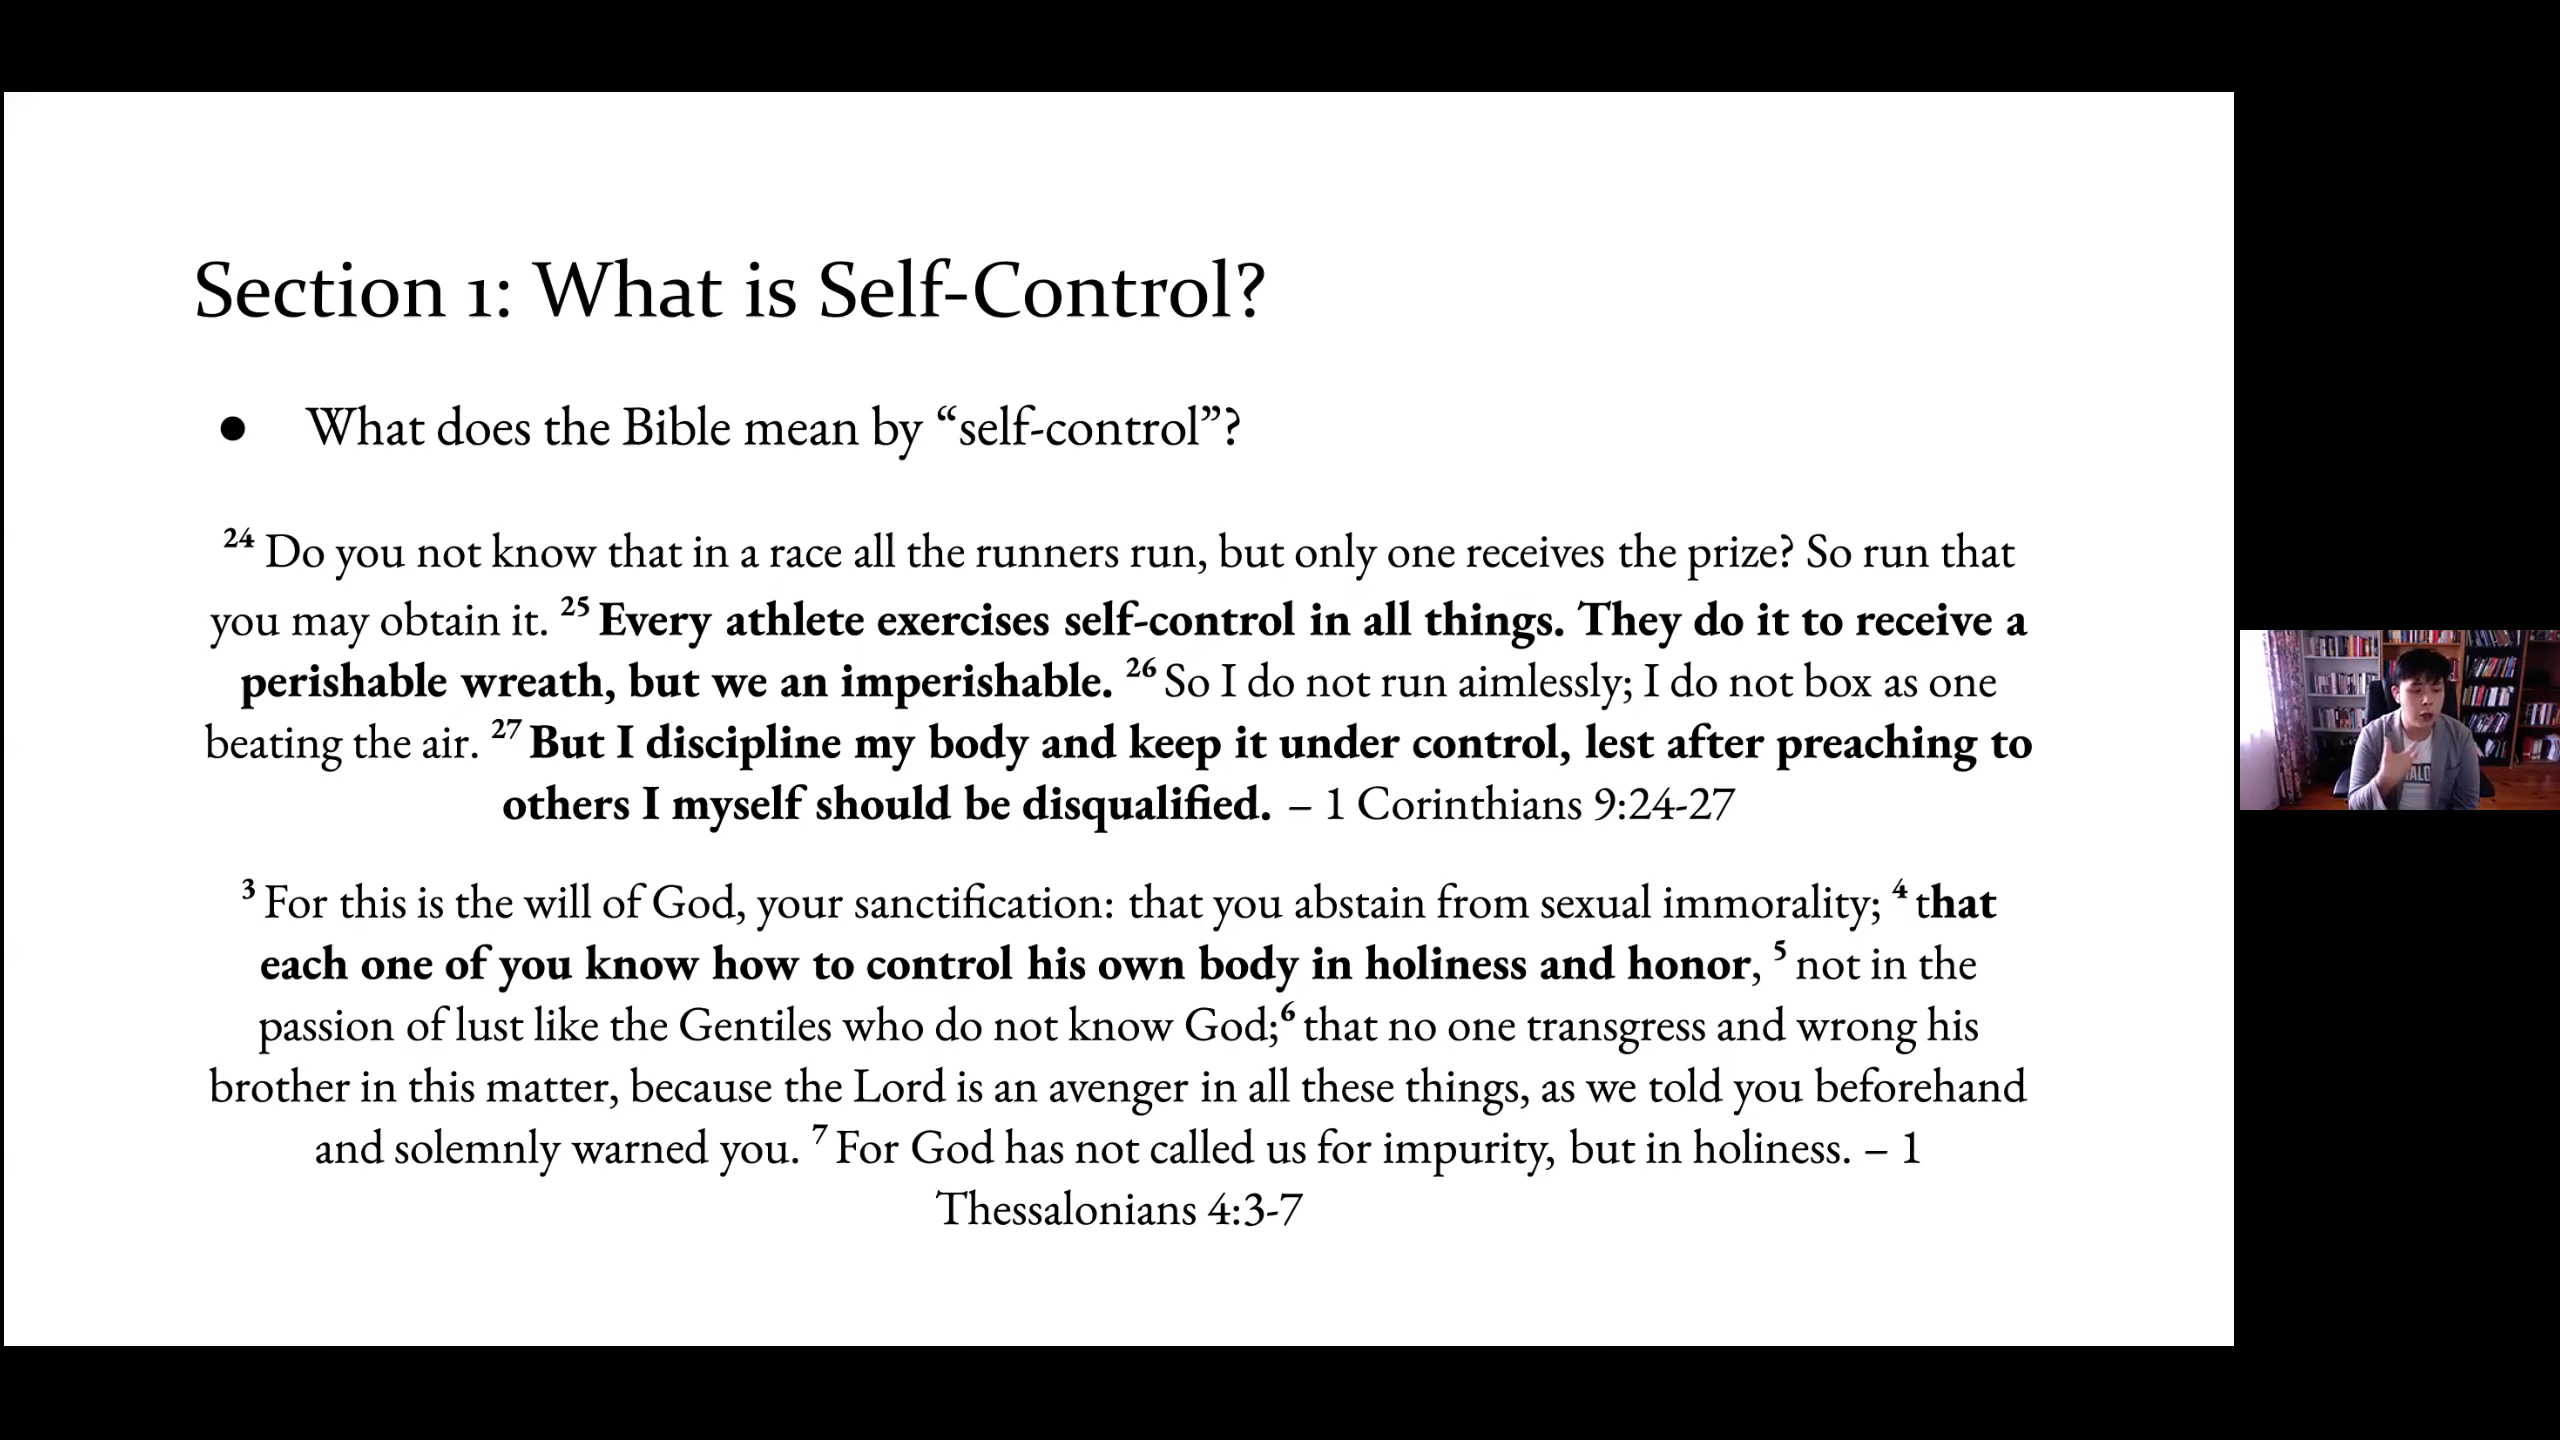 Section 1: What is Self-Control?
● What does the Bible mean by “self-control”?
24 Do you not know that in a race all the runners run, but only one receives the prize? So run that
you may obtain it. 25 Every athlete exercises self-control in all things. They do it to receive a
perishable wreath, but we an imperishable. 26 So I do not run aimlessly; I do not box as one
beating the air. 27 But I discipline my body and keep it under control, lest after preaching to
others I myself should be disqualified. – 1 Corinthians 9:24-27
3 For this is the will of God, your sanctification: that you abstain from sexual immorality; 4 that
each one of you know how to control his own body in holiness and honor, 5 not in the
passion of lust like the Gentiles who do not know God;6 that no one transgress and wrong his
brother in this matter, because the Lord is an avenger in all these things, as we told you beforehand
and solemnly warned you. 7 For God has not called us for impurity, but in holiness. – 1
Thessalonians 4:3-7